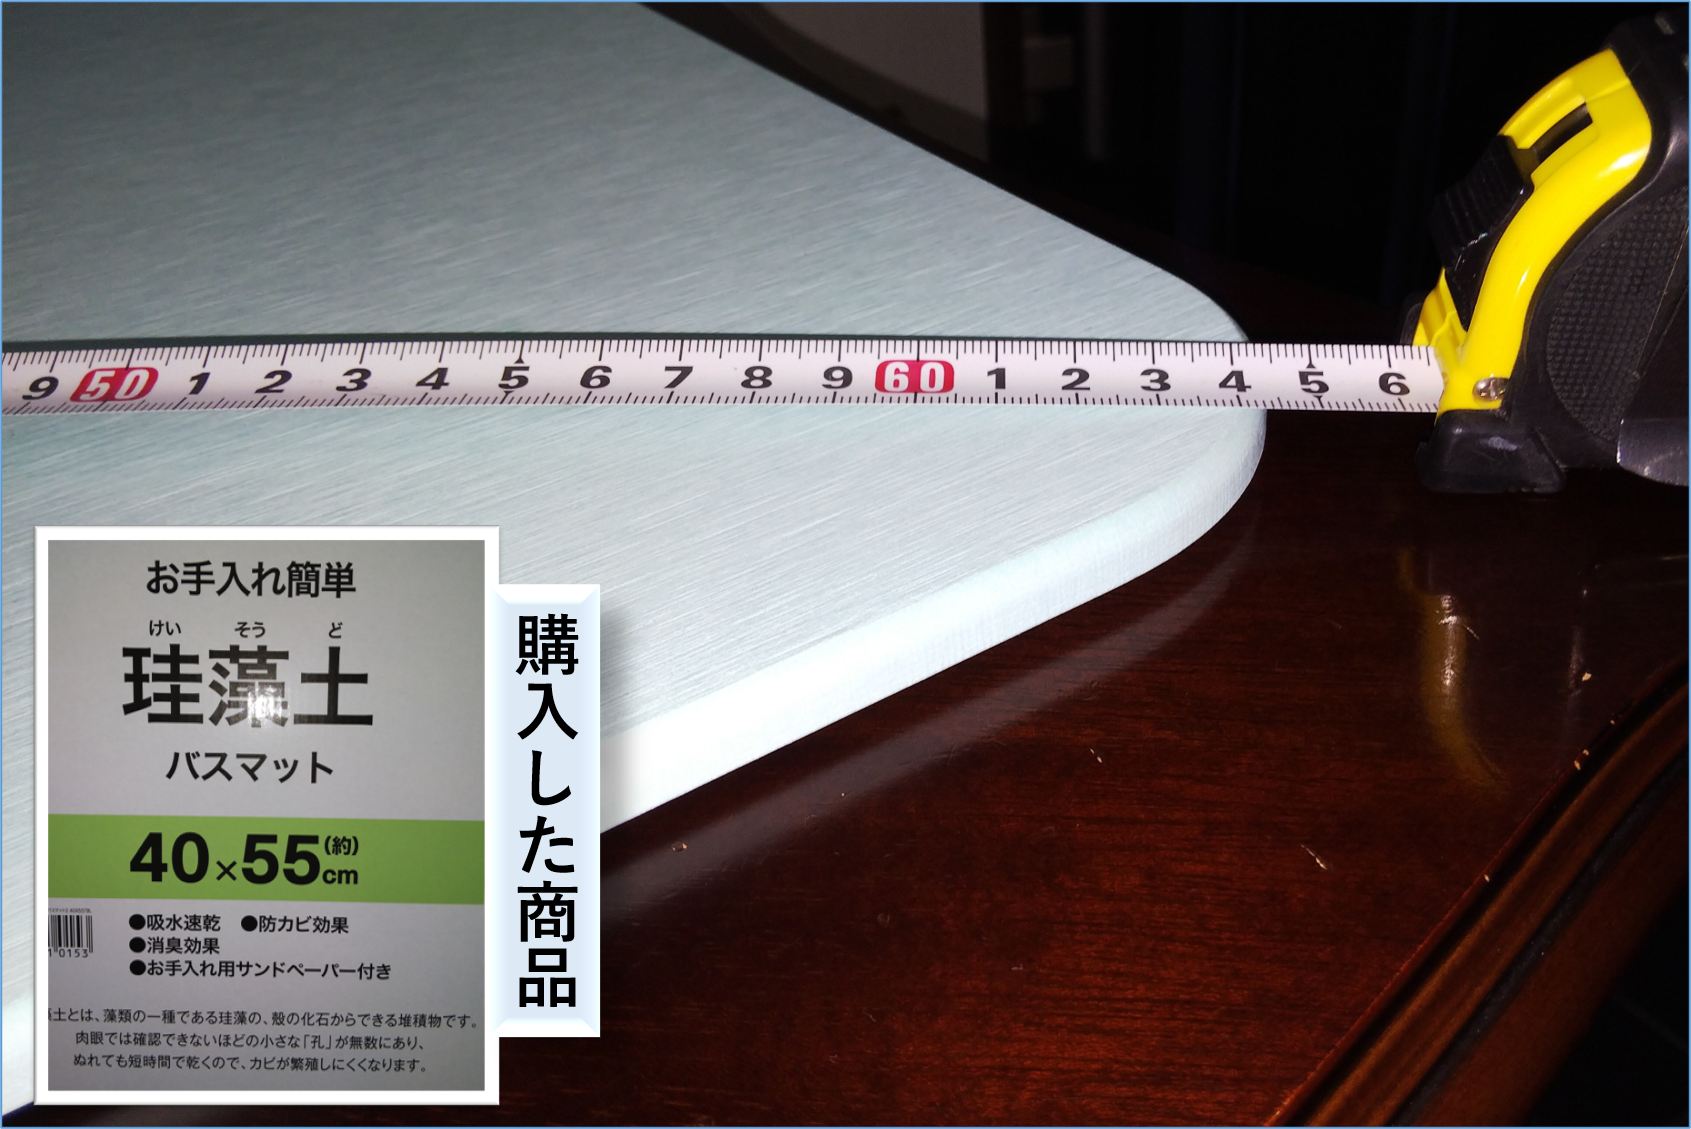 9 50 1 2 3 4 5 6 7 8 9 60 1 2 3 4 5 6
お手入れ簡単
けい そう ど
珪藻土
バスマット
40×55(約)cm
●吸水速乾 ●防カビ効果
●消臭効果
●お手入れ用サンドペーパー付き
0153
土とは、藻類の一種である珪藻の、殻の化石からできる堆積物です。
肉眼では確認できないほどの小さな「孔」が無数にあり、
ぬれても短時間で乾くので、カビが繁殖しにくくなります。
購入した商品